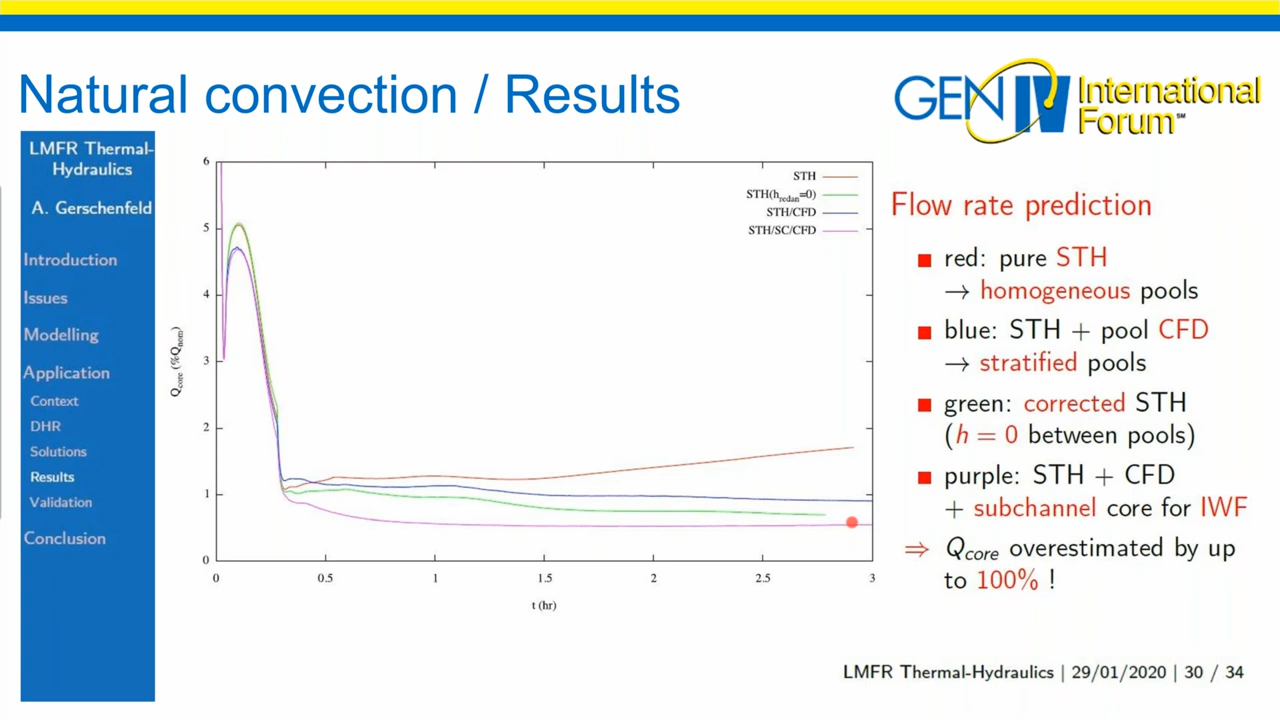 Natural convection / Results
GEN IV International
Forum℠
LMFR Thermal-
Hydraulics
A. Gerschenfeld
Introduction
Issues
Modelling
Application
Context
DHR
Solutions
Results
Validation
Conclusion
6
5
4
3
2
1
0
Q_core (%Q_nom)
0
0.5
1
1.5
2
2.5
3
t (hr)
STH
STH(h_redan=0)
STH/CFD
STH/SC/CFD
Flow rate prediction
■ red: pure STH
→ homogeneous pools
■ blue: STH + pool CFD
→ stratified pools
■ green: corrected STH
(h = 0 between pools)
■ purple: STH + CFD
+ subchannel core for IWF
⇒ Q_core overestimated by up
to 100% !
LMFR Thermal-Hydraulics | 29/01/2020 | 30 / 34